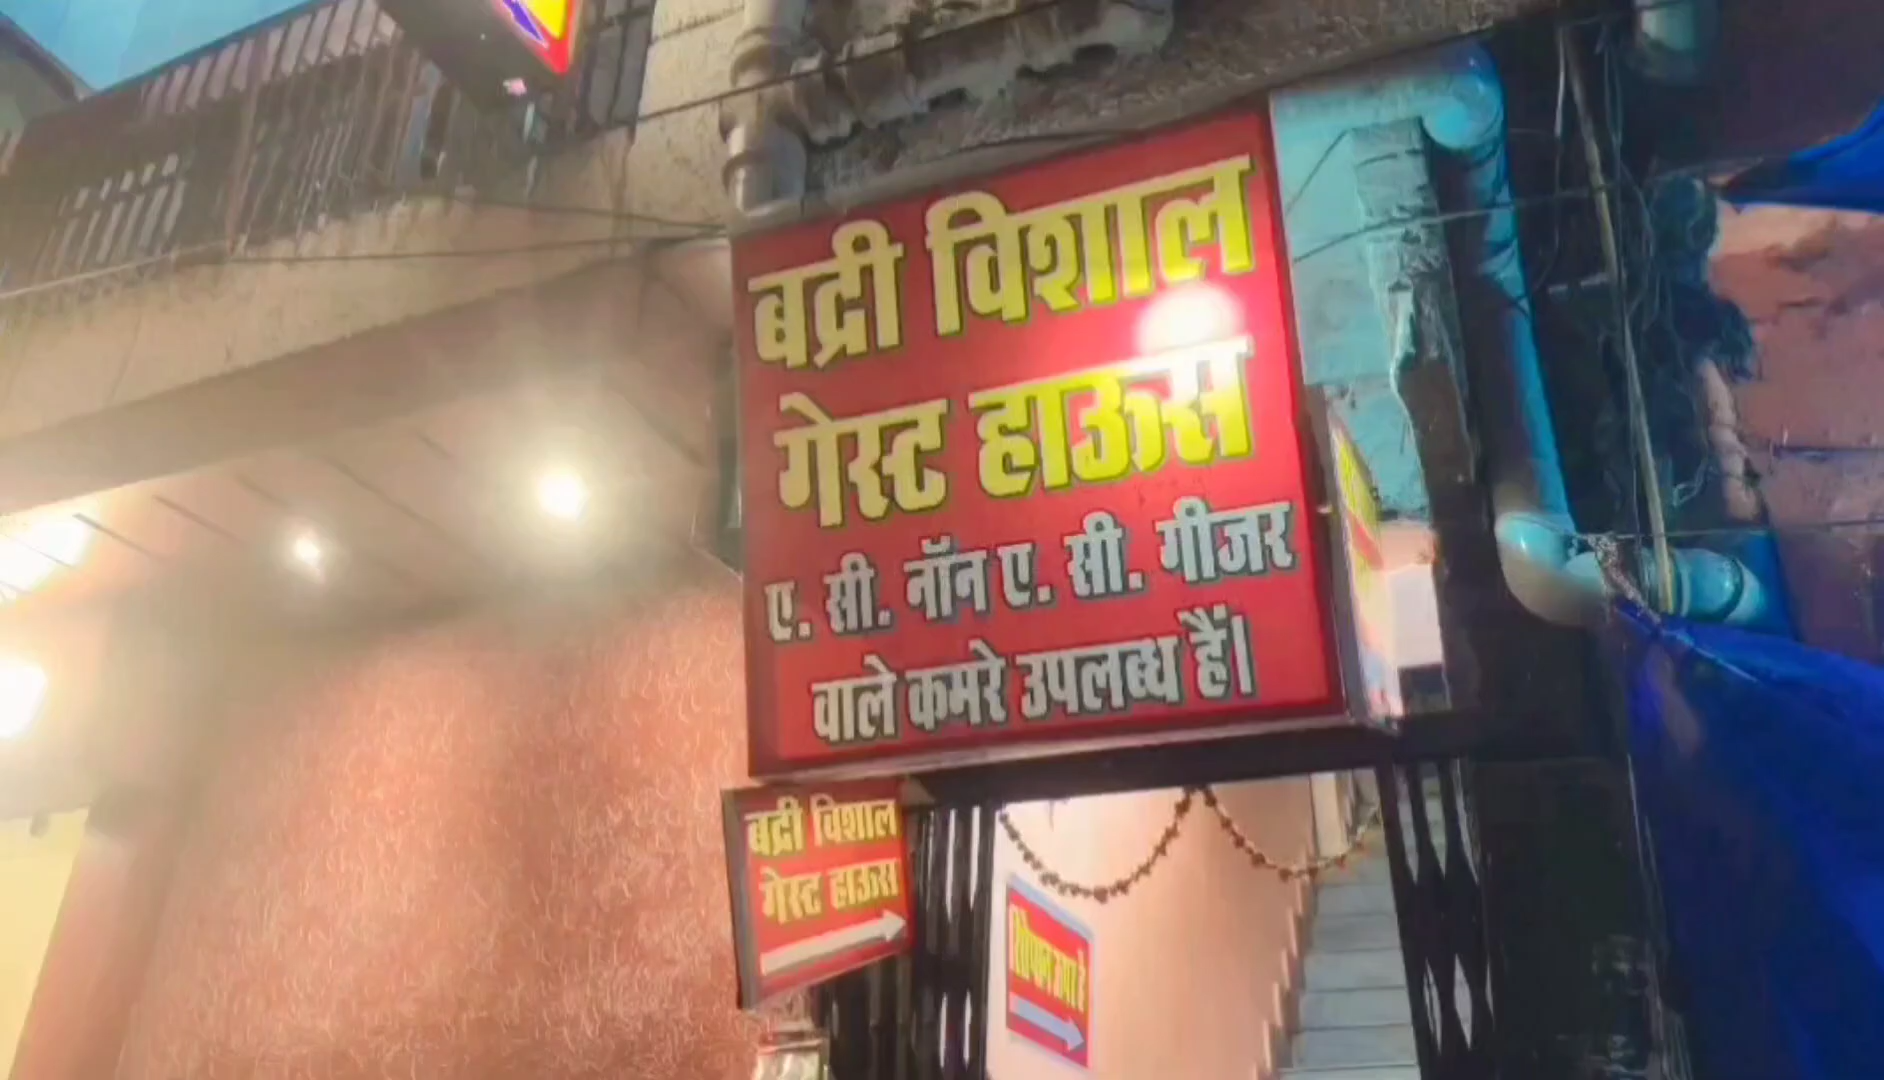 बद्री विशाल
गेस्ट हाऊस
ए. सी. नॉन ए. सी. गीजर
वाले कमरे उपलब्ध हैं।
बद्री विशाल
गेस्ट हाऊस